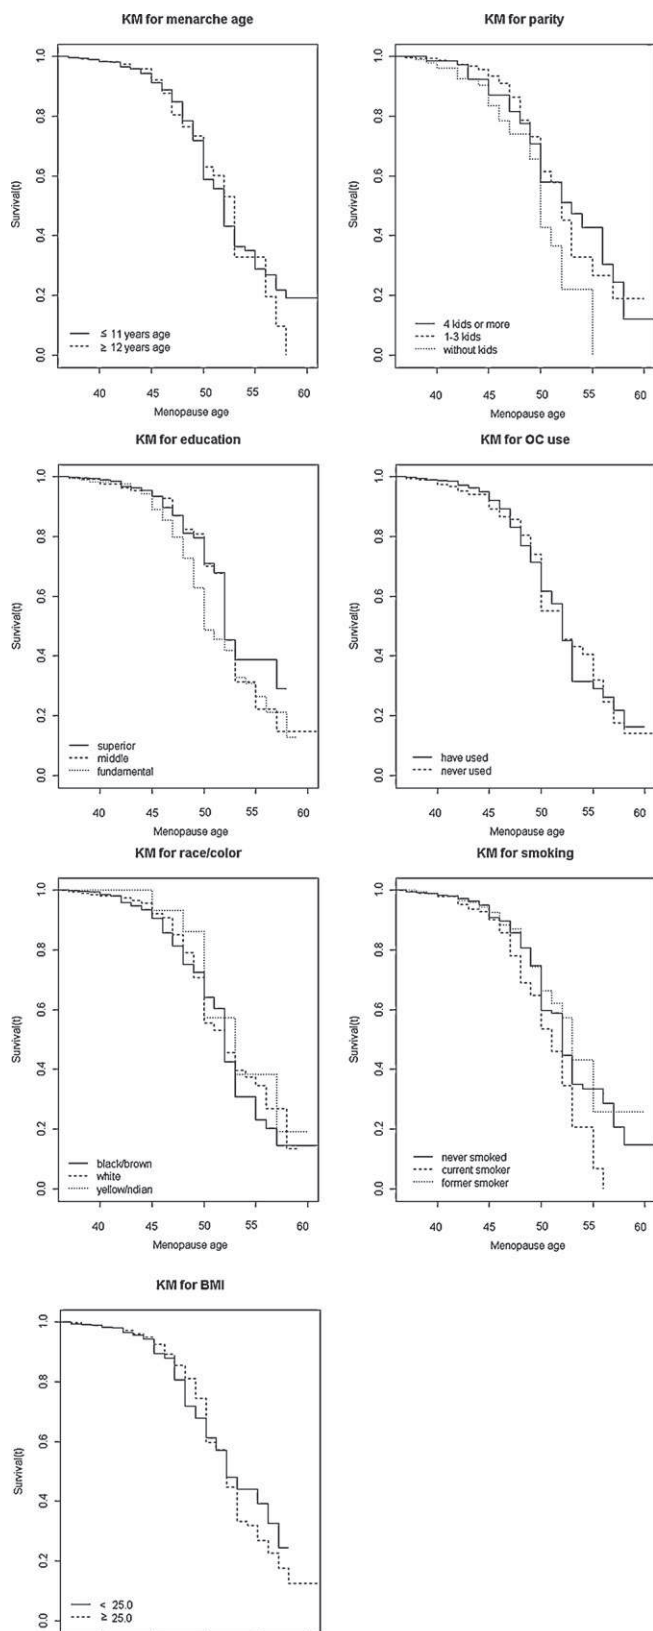 KM for menarche age
Survival(t)
1.0
0.8
0.6
0.4
0.2
0.0
≤ 11 years age
≥ 12 years age
40 45 50 55 60
Menopause age
KM for parity
Survival(t)
1.0
0.8
0.6
0.4
0.2
0.0
4 kids or more
1-3 kids
without kids
40 45 50 55 60
Menopause age
KM for education
Survival(t)
1.0
0.8
0.6
0.4
0.2
0.0
superior
middle
fundamental
40 45 50 55 60
Menopause age
KM for OC use
Survival(t)
1.0
0.8
0.6
0.4
0.2
0.0
have used
never used
40 45 50 55 60
Menopause age
KM for race/color
Survival(t)
1.0
0.8
0.6
0.4
0.2
0.0
black/brown
white
yellow/ndian
40 45 50 55 60
Menopause age
KM for smoking
Survival(t)
1.0
0.8
0.6
0.4
0.2
0.0
never smoked
current smoker
former smoker
40 45 50 55 60
Menopause age
KM for BMI
Survival(t)
1.0
0.8
0.6
0.4
0.2
0.0
< 25.0
≥ 25.0